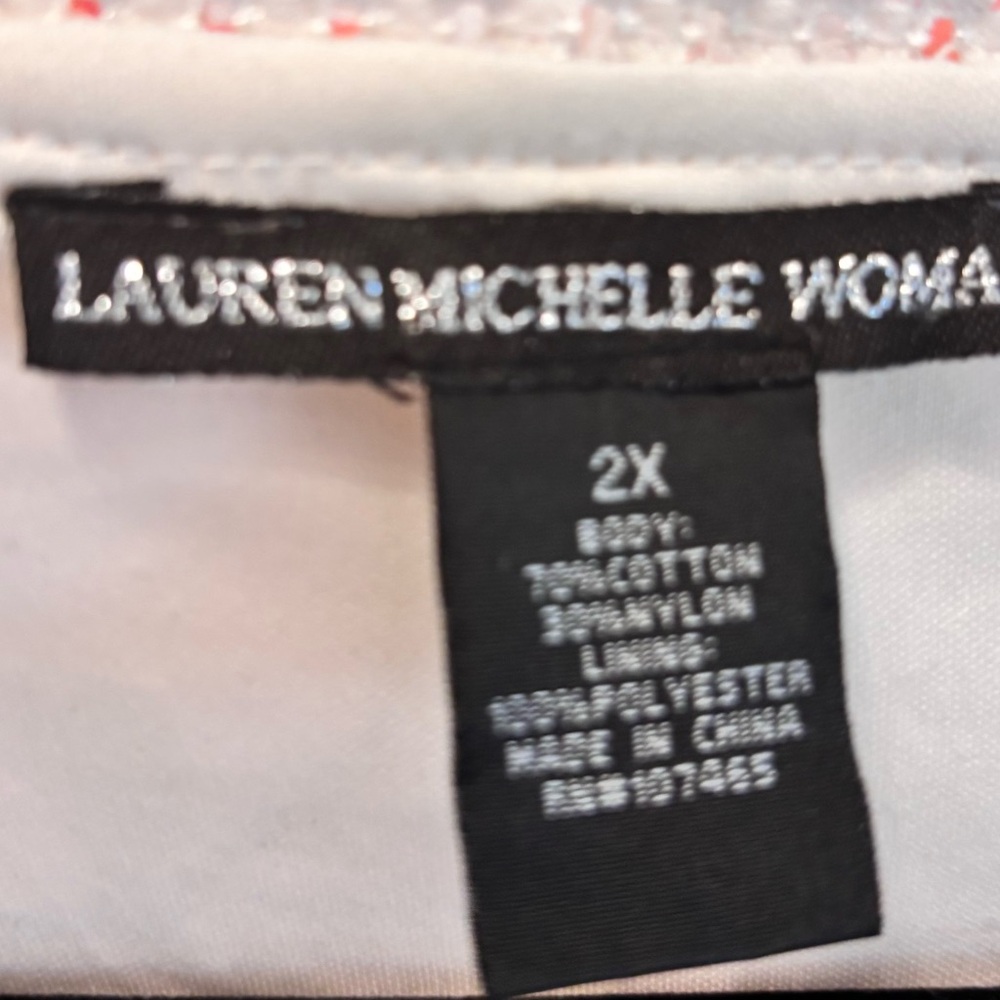 LAUREN MICHELLE WOMA
2X
BODY:
70%COTTON
30%NYLON
LINING:
100%POLYESTER
MADE IN CHINA
RN#107465